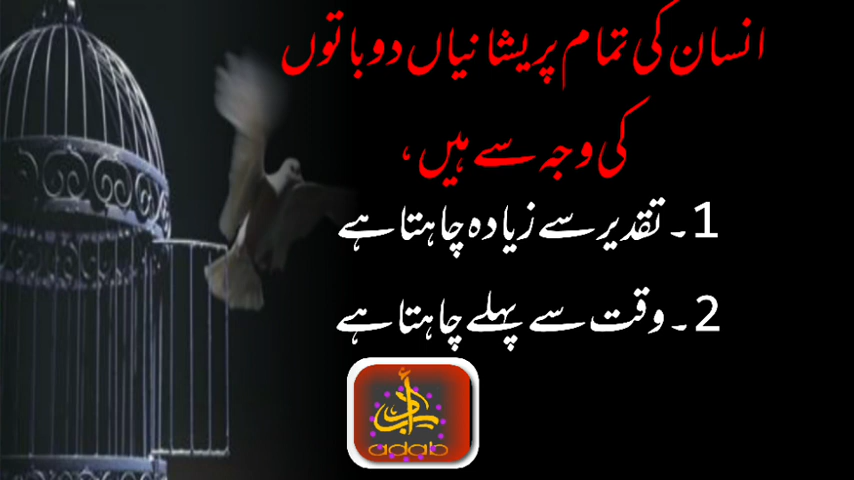 انسان کی تمام پریشانیاں دو باتوں
کی وجہ سے ہیں،
1۔ تقدیر سے زیادہ چاہتا ہے
2۔ وقت سے پہلے چاہتا ہے
أدب
adab